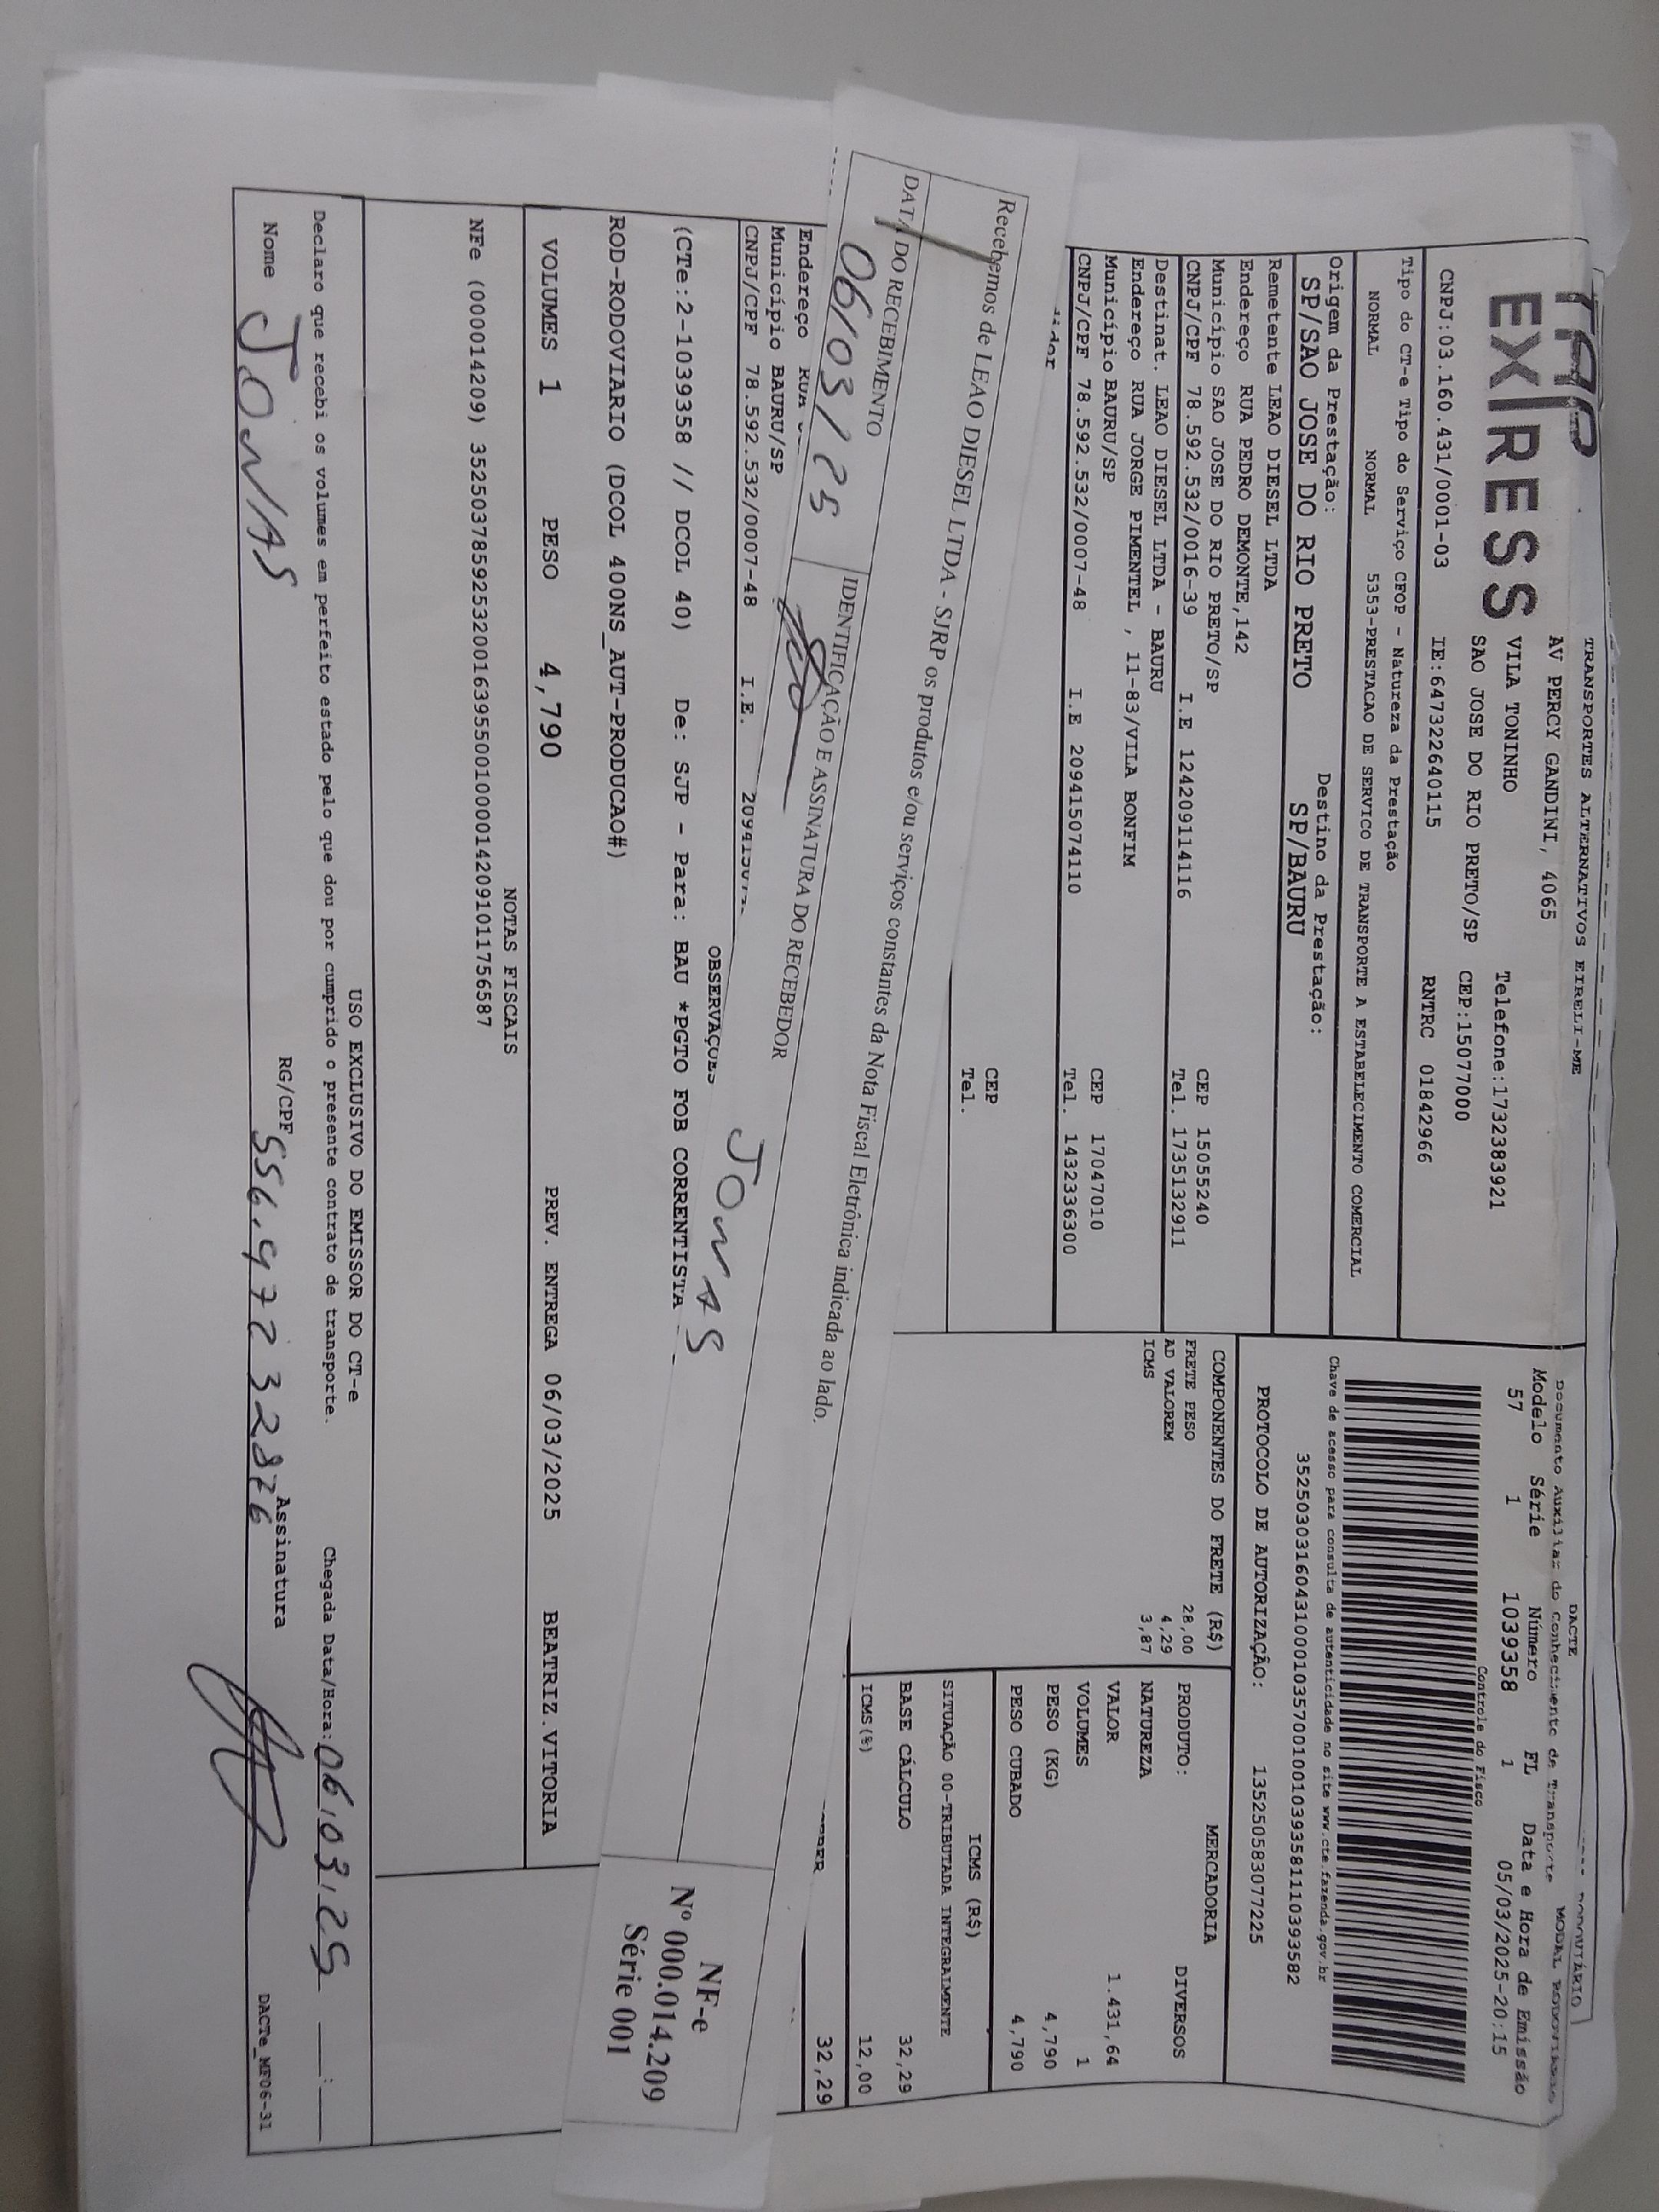 TRANSPORTES ALTERNATIVOS EIRELI-ME
AV PERCY GANDINI, 4065
VILA TONINHO Telefone:1732383921
SAO JOSE DO RIO PRETO/SP CEP:15077000
TAP EXPRESS
CNPJ:03.160.431/0001-03 IE:647322640115 RNTRC 01842966
DACTE
Documento Auxiliar do Conhecimento de Transporte MODAL RODOVIÁRIO
Modelo Série Número FL Data e Hora de Emissão
57 1 1039358 1 05/03/2025-20:15
Controle do Fisco
Tipo do CT-e Tipo do Serviço CFOP - Natureza da Prestação
NORMAL NORMAL 5353-PRESTACAO DE SERVICO DE TRANSPORTE A ESTABELECIMENTO COMERCIAL
Chave de acesso para consulta de autenticidade no site www.cte.fazenda.gov.br
35250303160431000103570010010393581110393582
Origem da Prestação: Destino da Prestação:
SP/SAO JOSE DO RIO PRETO SP/BAURU
PROTOCOLO DE AUTORIZAÇÃO: 135250583077225
Remetente LEAO DIESEL LTDA
Endereço RUA PEDRO DEMONTE,142
Município SAO JOSE DO RIO PRETO/SP CEP 15055240
CNPJ/CPF 78.592.532/0016-39 I.E 124209114116 Tel. 1735132911
Destinat. LEAO DIESEL LTDA - BAURU
Endereço RUA JORGE PIMENTEL , 11-83/VILA BONFIM
Município BAURU/SP CEP 17047010
CNPJ/CPF 78.592.532/0007-48 I.E 209415074110 Tel. 1432336300
CEP
Tel.
COMPONENTES DO FRETE (R$)
FRETE PESO 28,00
AD VALOREM 4,29
ICMS 3,87
MERCADORIA
PRODUTO: DIVERSOS
NATUREZA
VALOR 1.431,64
VOLUMES 1
PESO (KG) 4,790
PESO CUBADO 4,790
ICMS (R$)
SITUAÇÃO 00-TRIBUTADA INTEGRALMENTE
BASE CÁLCULO 32,29
ICMS(%) 12,00
32,29
Recebemos de LEAO DIESEL LTDA - SJRP os produtos e/ou serviços constantes da Nota Fiscal Eletrônica indicada ao lado.
DATA DO RECEBIMENTO IDENTIFICAÇÃO E ASSINATURA DO RECEBEDOR
06/03/25 JONAS
NF-e
Nº 000.014.209
Série 001
Endereço RUA
Município BAURU/SP
CNPJ/CPF 78.592.532/0007-48 I.E.
OBSERVAÇÕES
(CTe:2-1039358 // DCOL 40) De: SJP - Para: BAU *PGTO FOB CORRENTISTA
ROD-RODOVIARIO (DCOL 400NS_AUT-PRODUCAO#)
VOLUMES 1 PESO 4,790 PREV. ENTREGA 06/03/2025 BEATRIZ.VITORIA
NOTAS FISCAIS
NFe (000014209) 35250378592532001639550010000142091011756587
USO EXCLUSIVO DO EMISSOR DO CT-e
Declaro que recebi os volumes em perfeito estado pelo que dou por cumprido o presente contrato de transporte. Chegada Data/Hora: 06/03/25 __:__
Nome JONAS RG/CPF Assinatura
DACTe_MF06-31